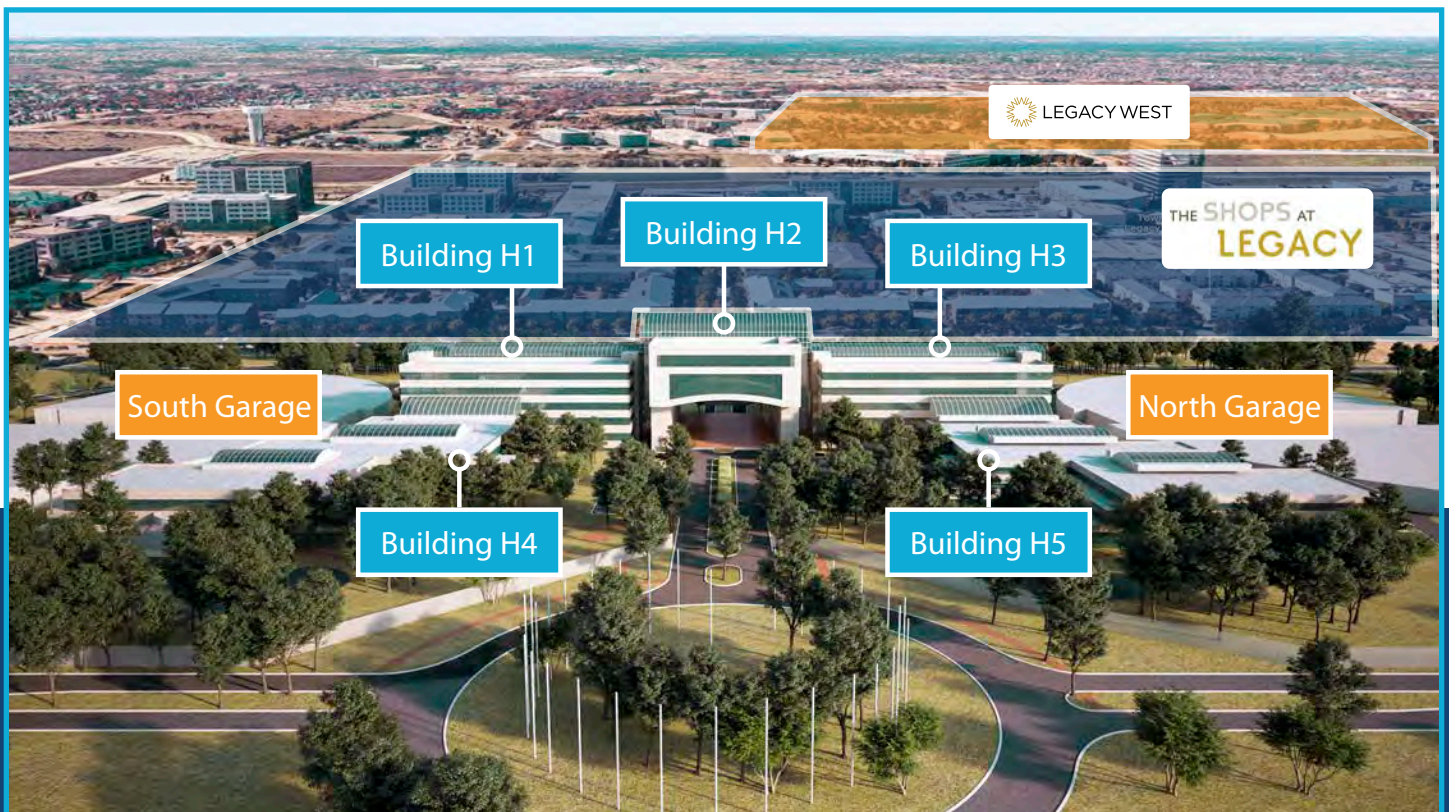 LEGACY WEST
THE SHOPS AT
LEGACY
Building H1
Building H2
Building H3
South Garage
North Garage
Building H4
Building H5